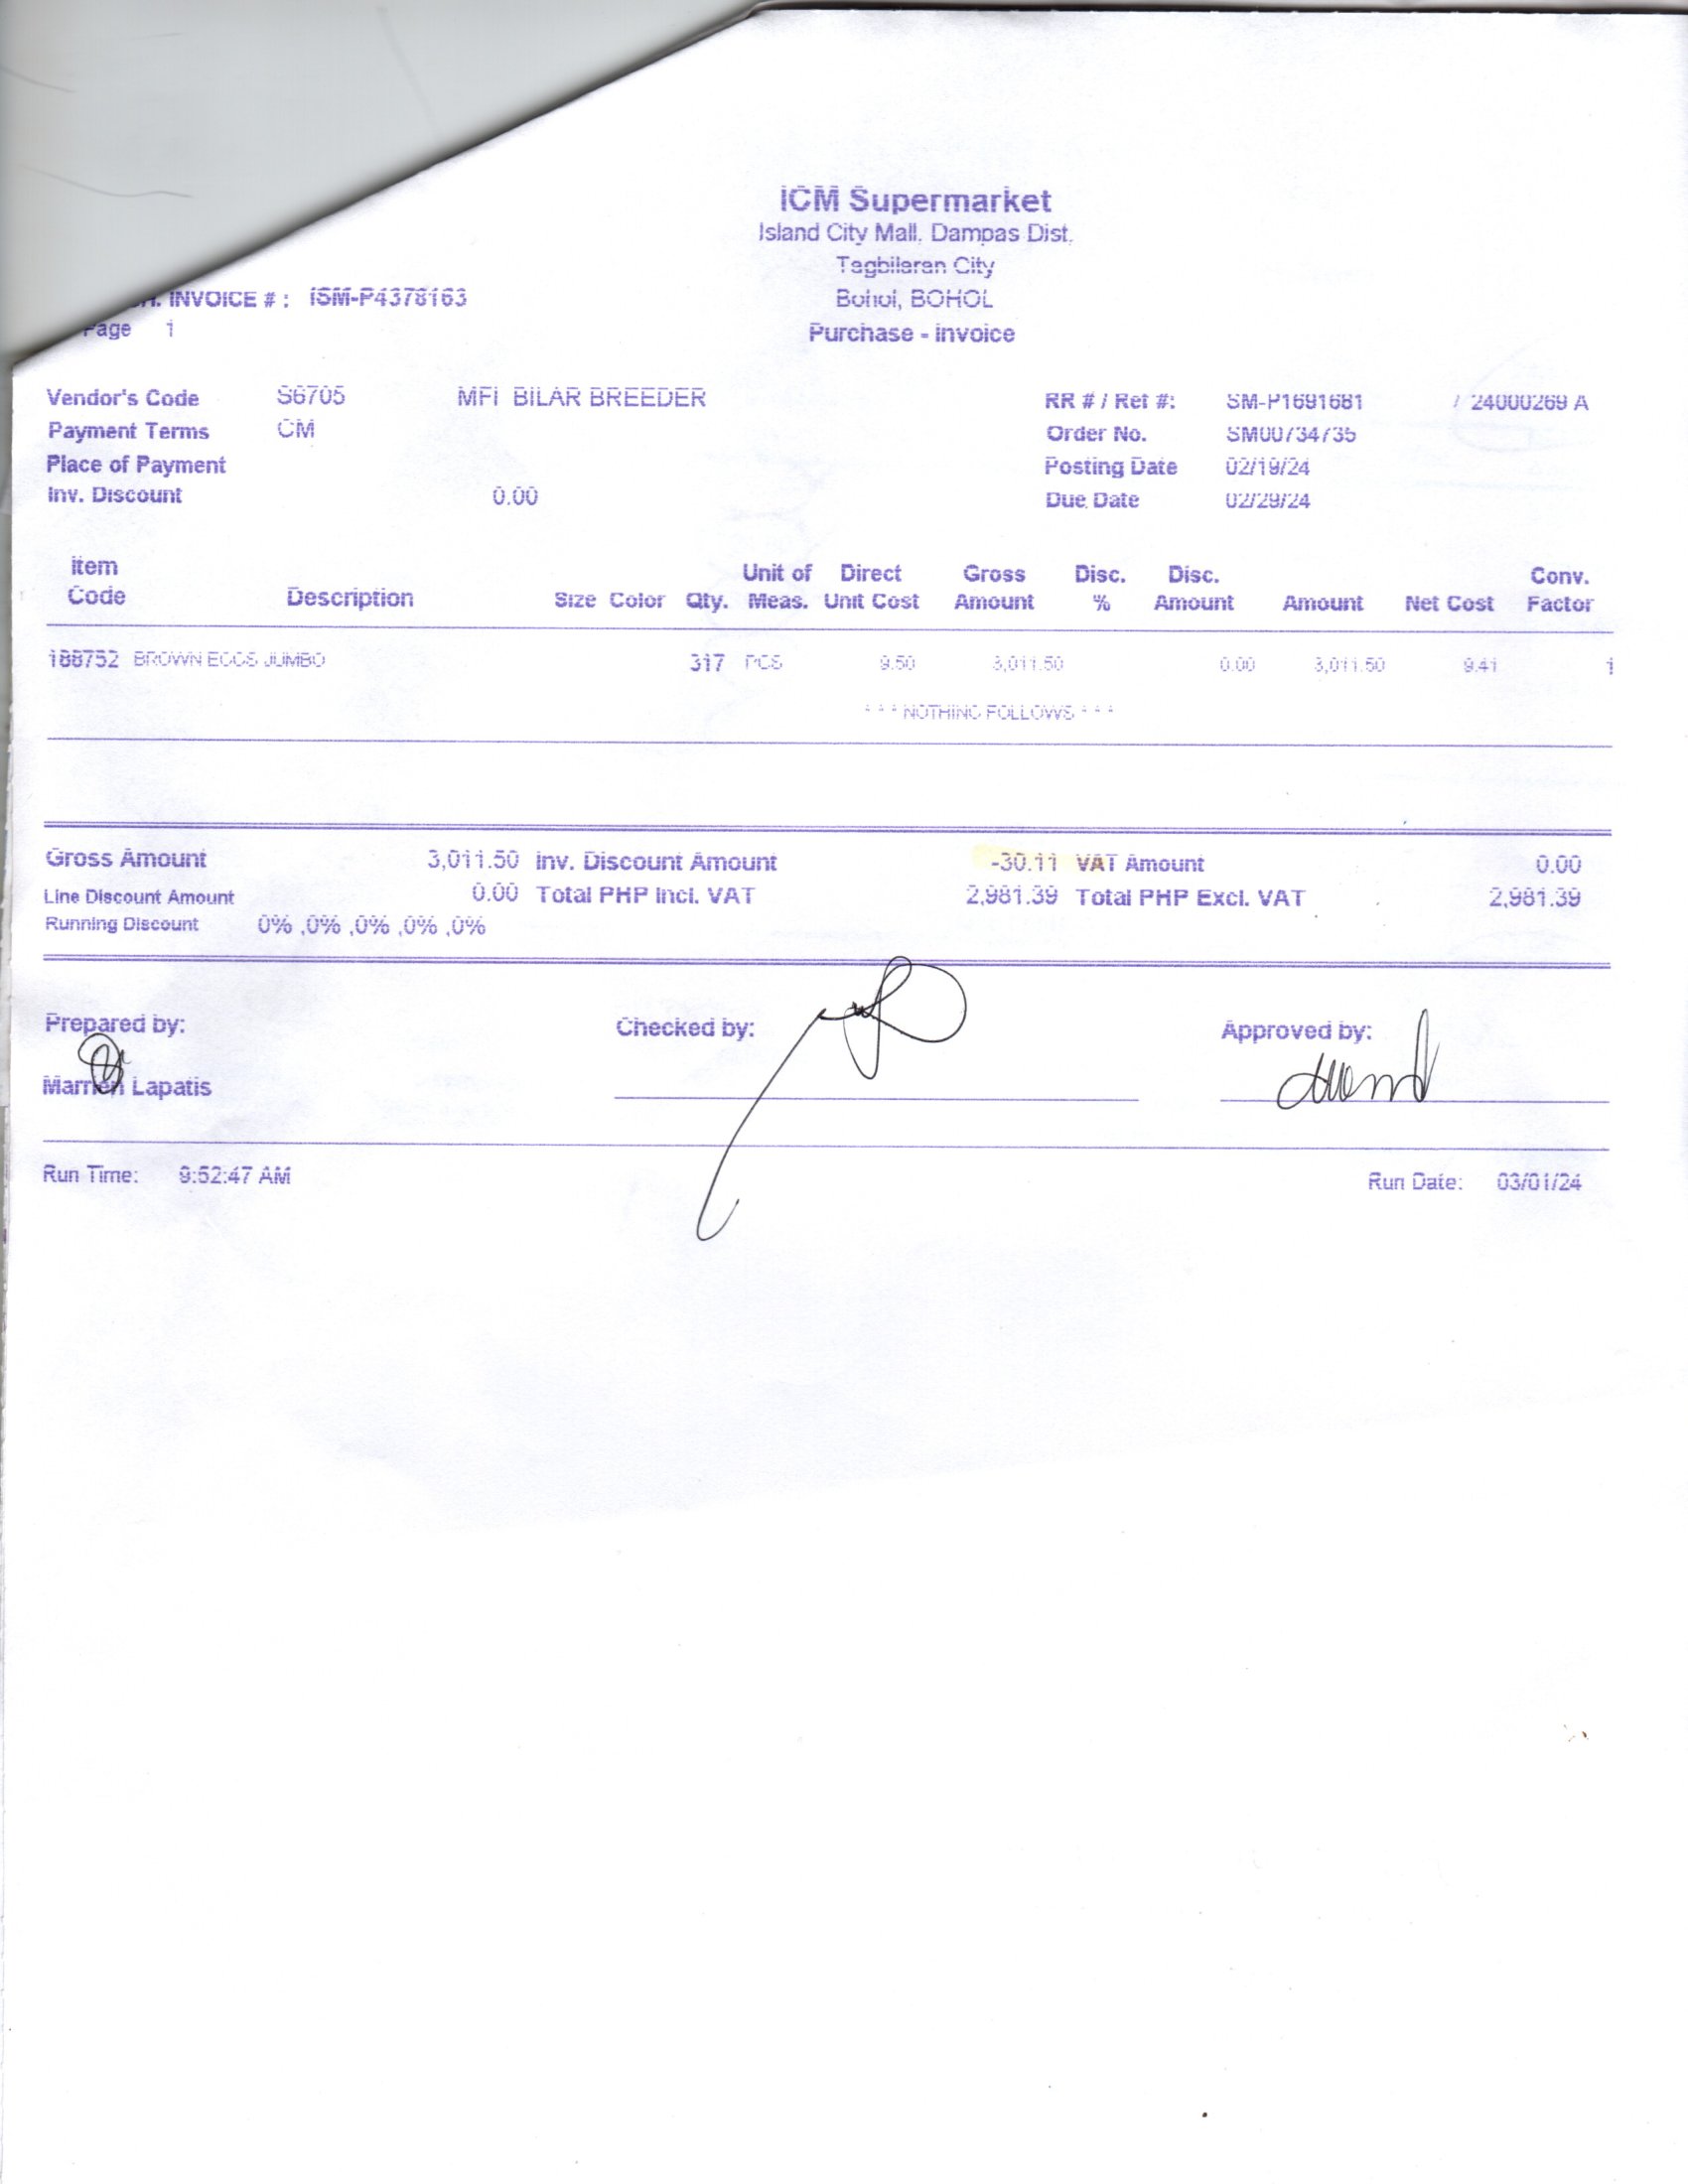 ICM Supermarket
Island City Mall, Dampas Dist.
Tagbilaran City
INVOICE # : ISM-P4378163
Bohol, BOHOL
Page 1
Purchase - Invoice
Vendor's Code S6705 MFI BILAR BREEDER RR # / Ref #: SM-P1691681 / 24000269 A
Payment Terms CM Order No. SM00734735
Place of Payment Posting Date 02/19/24
Inv. Discount 0.00 Due Date 02/29/24
Item Unit of Direct Gross Disc. Disc. Conv.
Code Description Size Color Qty. Meas. Unit Cost Amount % Amount Amount Net Cost Factor
188752 BROWN EGGS JUMBO 317 PCS 9.50 3,011.50 0.00 3,011.50 9.41 1
* * * NOTHING FOLLOWS * * *
Gross Amount 3,011.50 Inv. Discount Amount -30.11 VAT Amount 0.00
Line Discount Amount 0.00 Total PHP Incl. VAT 2,981.39 Total PHP Excl. VAT 2,981.39
Running Discount 0% ,0% ,0% ,0% ,0%
Prepared by: Checked by: Approved by:
Lapatis
Run Time: 9:52:47 AM Run Date: 03/01/24